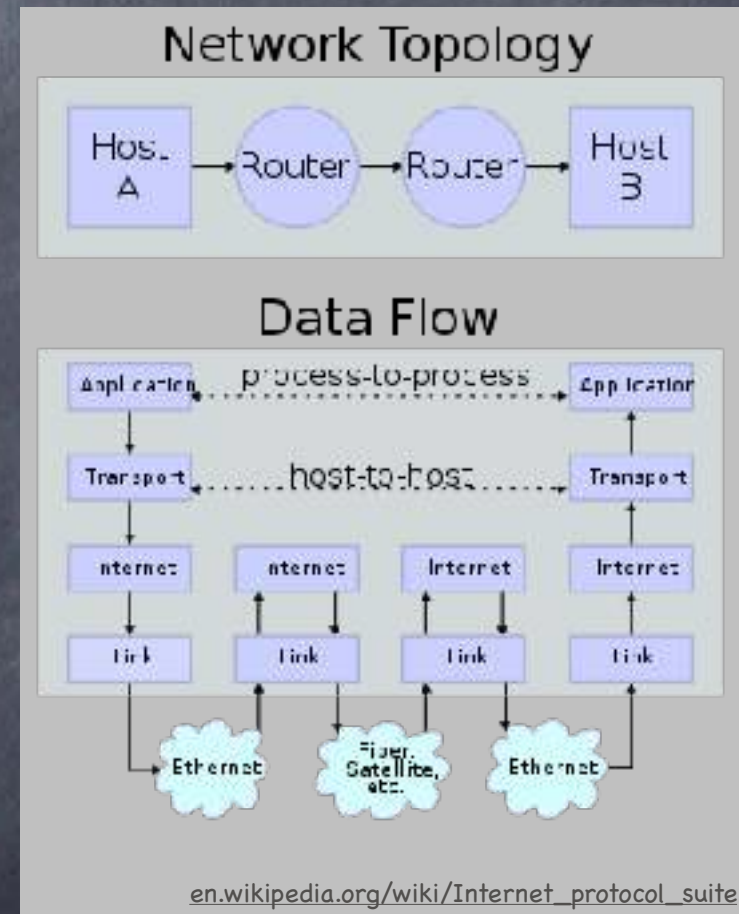 Network Topology
Host A
Router
Router
Host B
Data Flow
Application
process-to-process
Application
Transport
host-to-host
Transport
Internet
Internet
Internet
Internet
Link
Link
Link
Link
Ethernet
Fiber,
Satellite,
etc.
Ethernet
en.wikipedia.org/wiki/Internet_protocol_suite